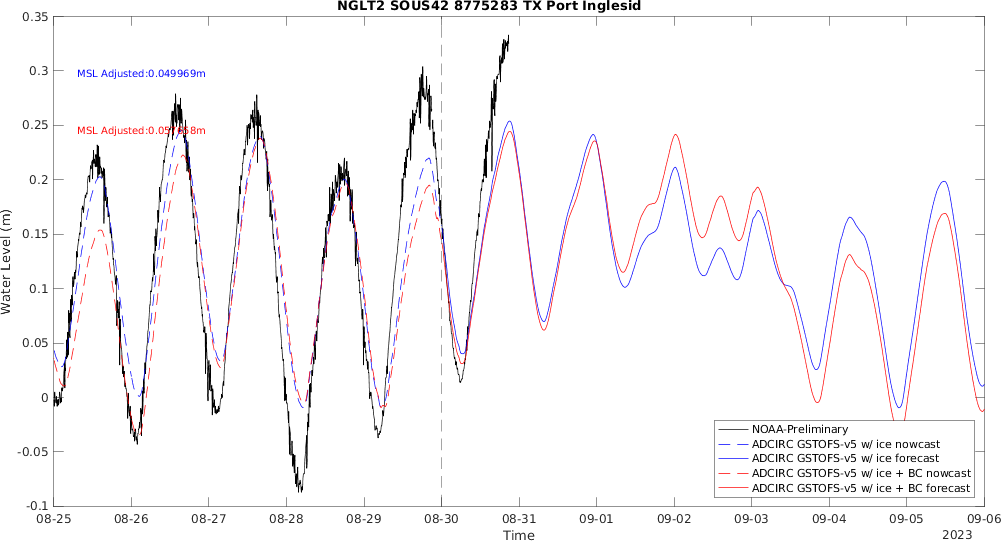 NGLT2 SOUS42 8775283 TX Port Inglesid
0.35
0.3
0.25
0.2
0.15
0.1
0.05
0
-0.05
-0.1
Water Level (m)
MSL Adjusted:0.049969m
MSL
NOAA-Preliminary
ADCIRC GSTOFS-v5 w/ ice nowcast
ADCIRC GSTOFS-v5 w/ ice forecast
ADCIRC GSTOFS-v5 w/ ice + BC nowcast
ADCIRC GSTOFS-v5 w/ ice + BC forecast
08-25 08-26 08-27 08-28 08-29 08-30 08-31 09-01 09-02 09-03 09-04 09-05 09-06
Time
2023